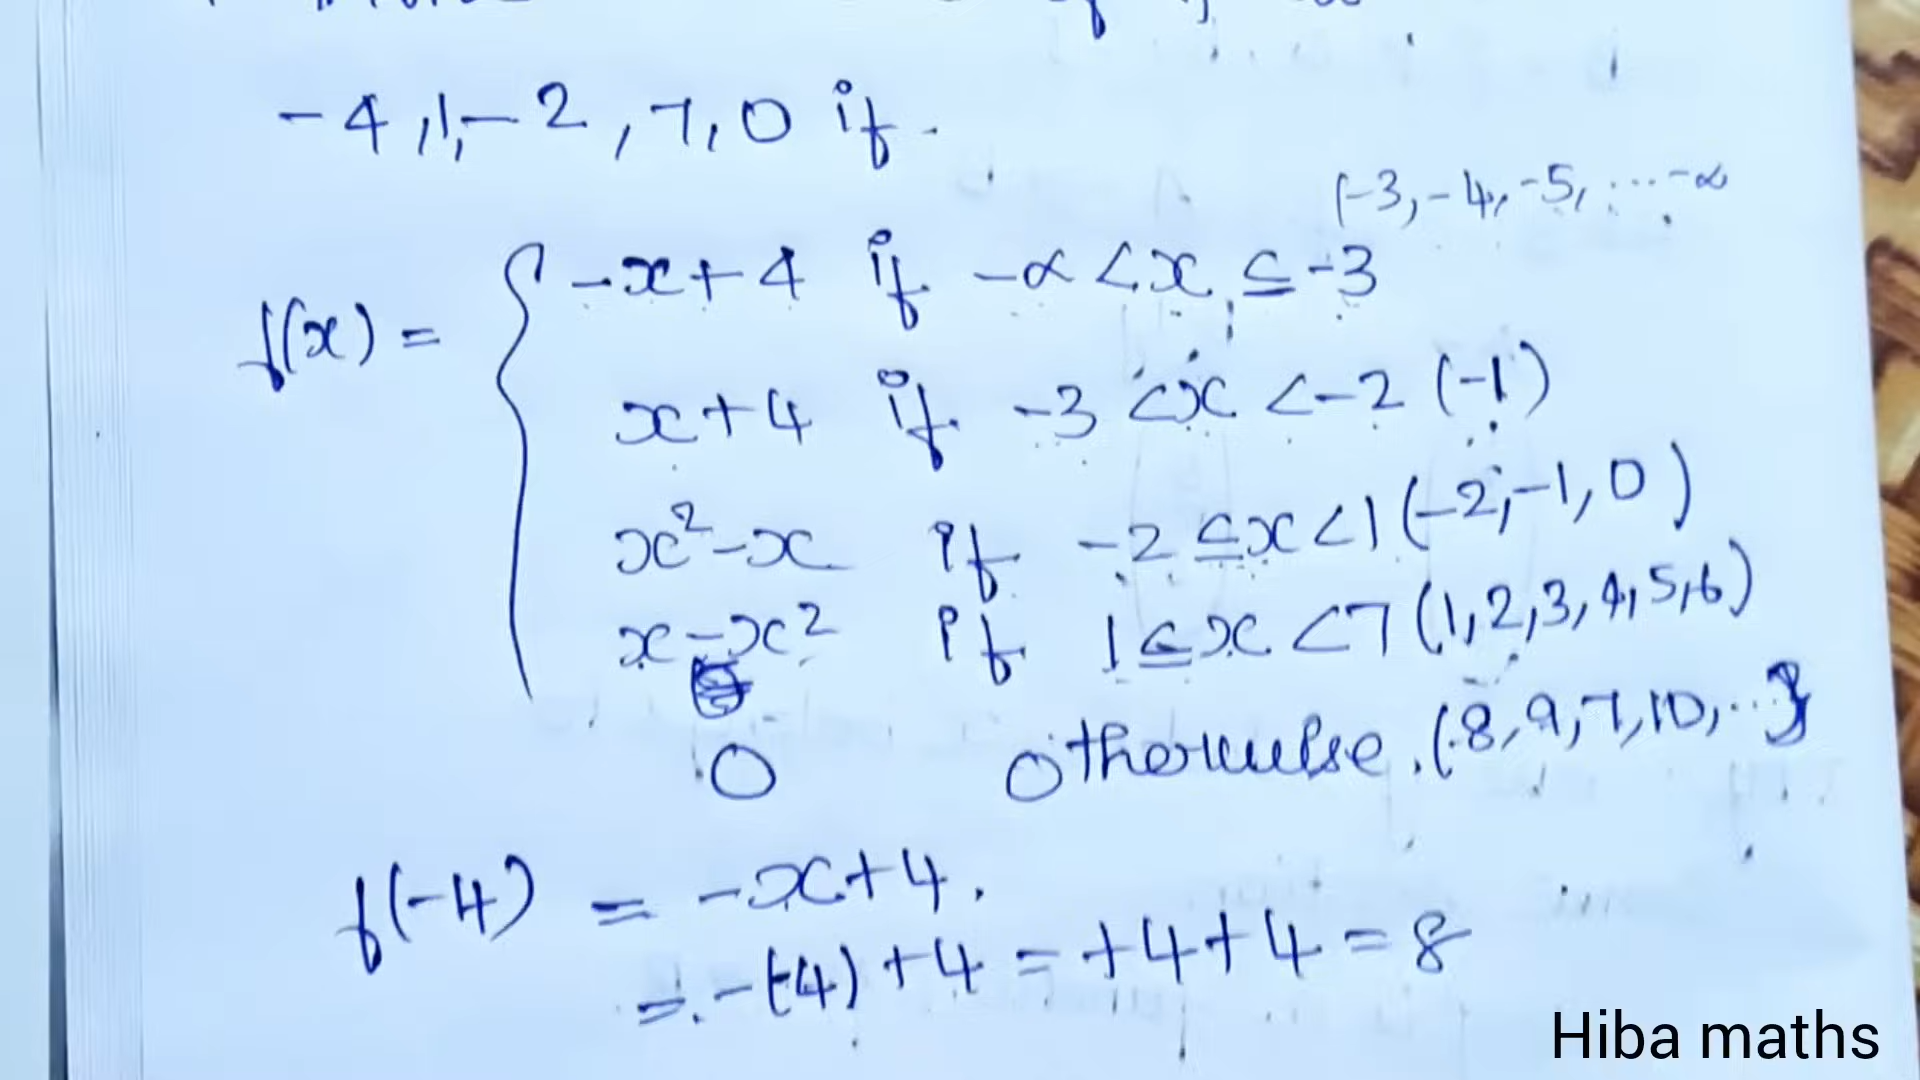 -4,1,-2,7,0 if.
(-3,-4,-5,...-∝
f(x) = { -x+4 if -∝<x≤-3
x+4 if -3<x<-2 (-1)
x²-x if -2≤x<1 (-2,-1,0)
x-x² if 1≤x<7 (1,2,3,4,5,6)
0 otherwise. (8,9,7,10,...}
f(-4) = -x+4.
= -(-4)+4 = +4+4 = 8
Hiba maths